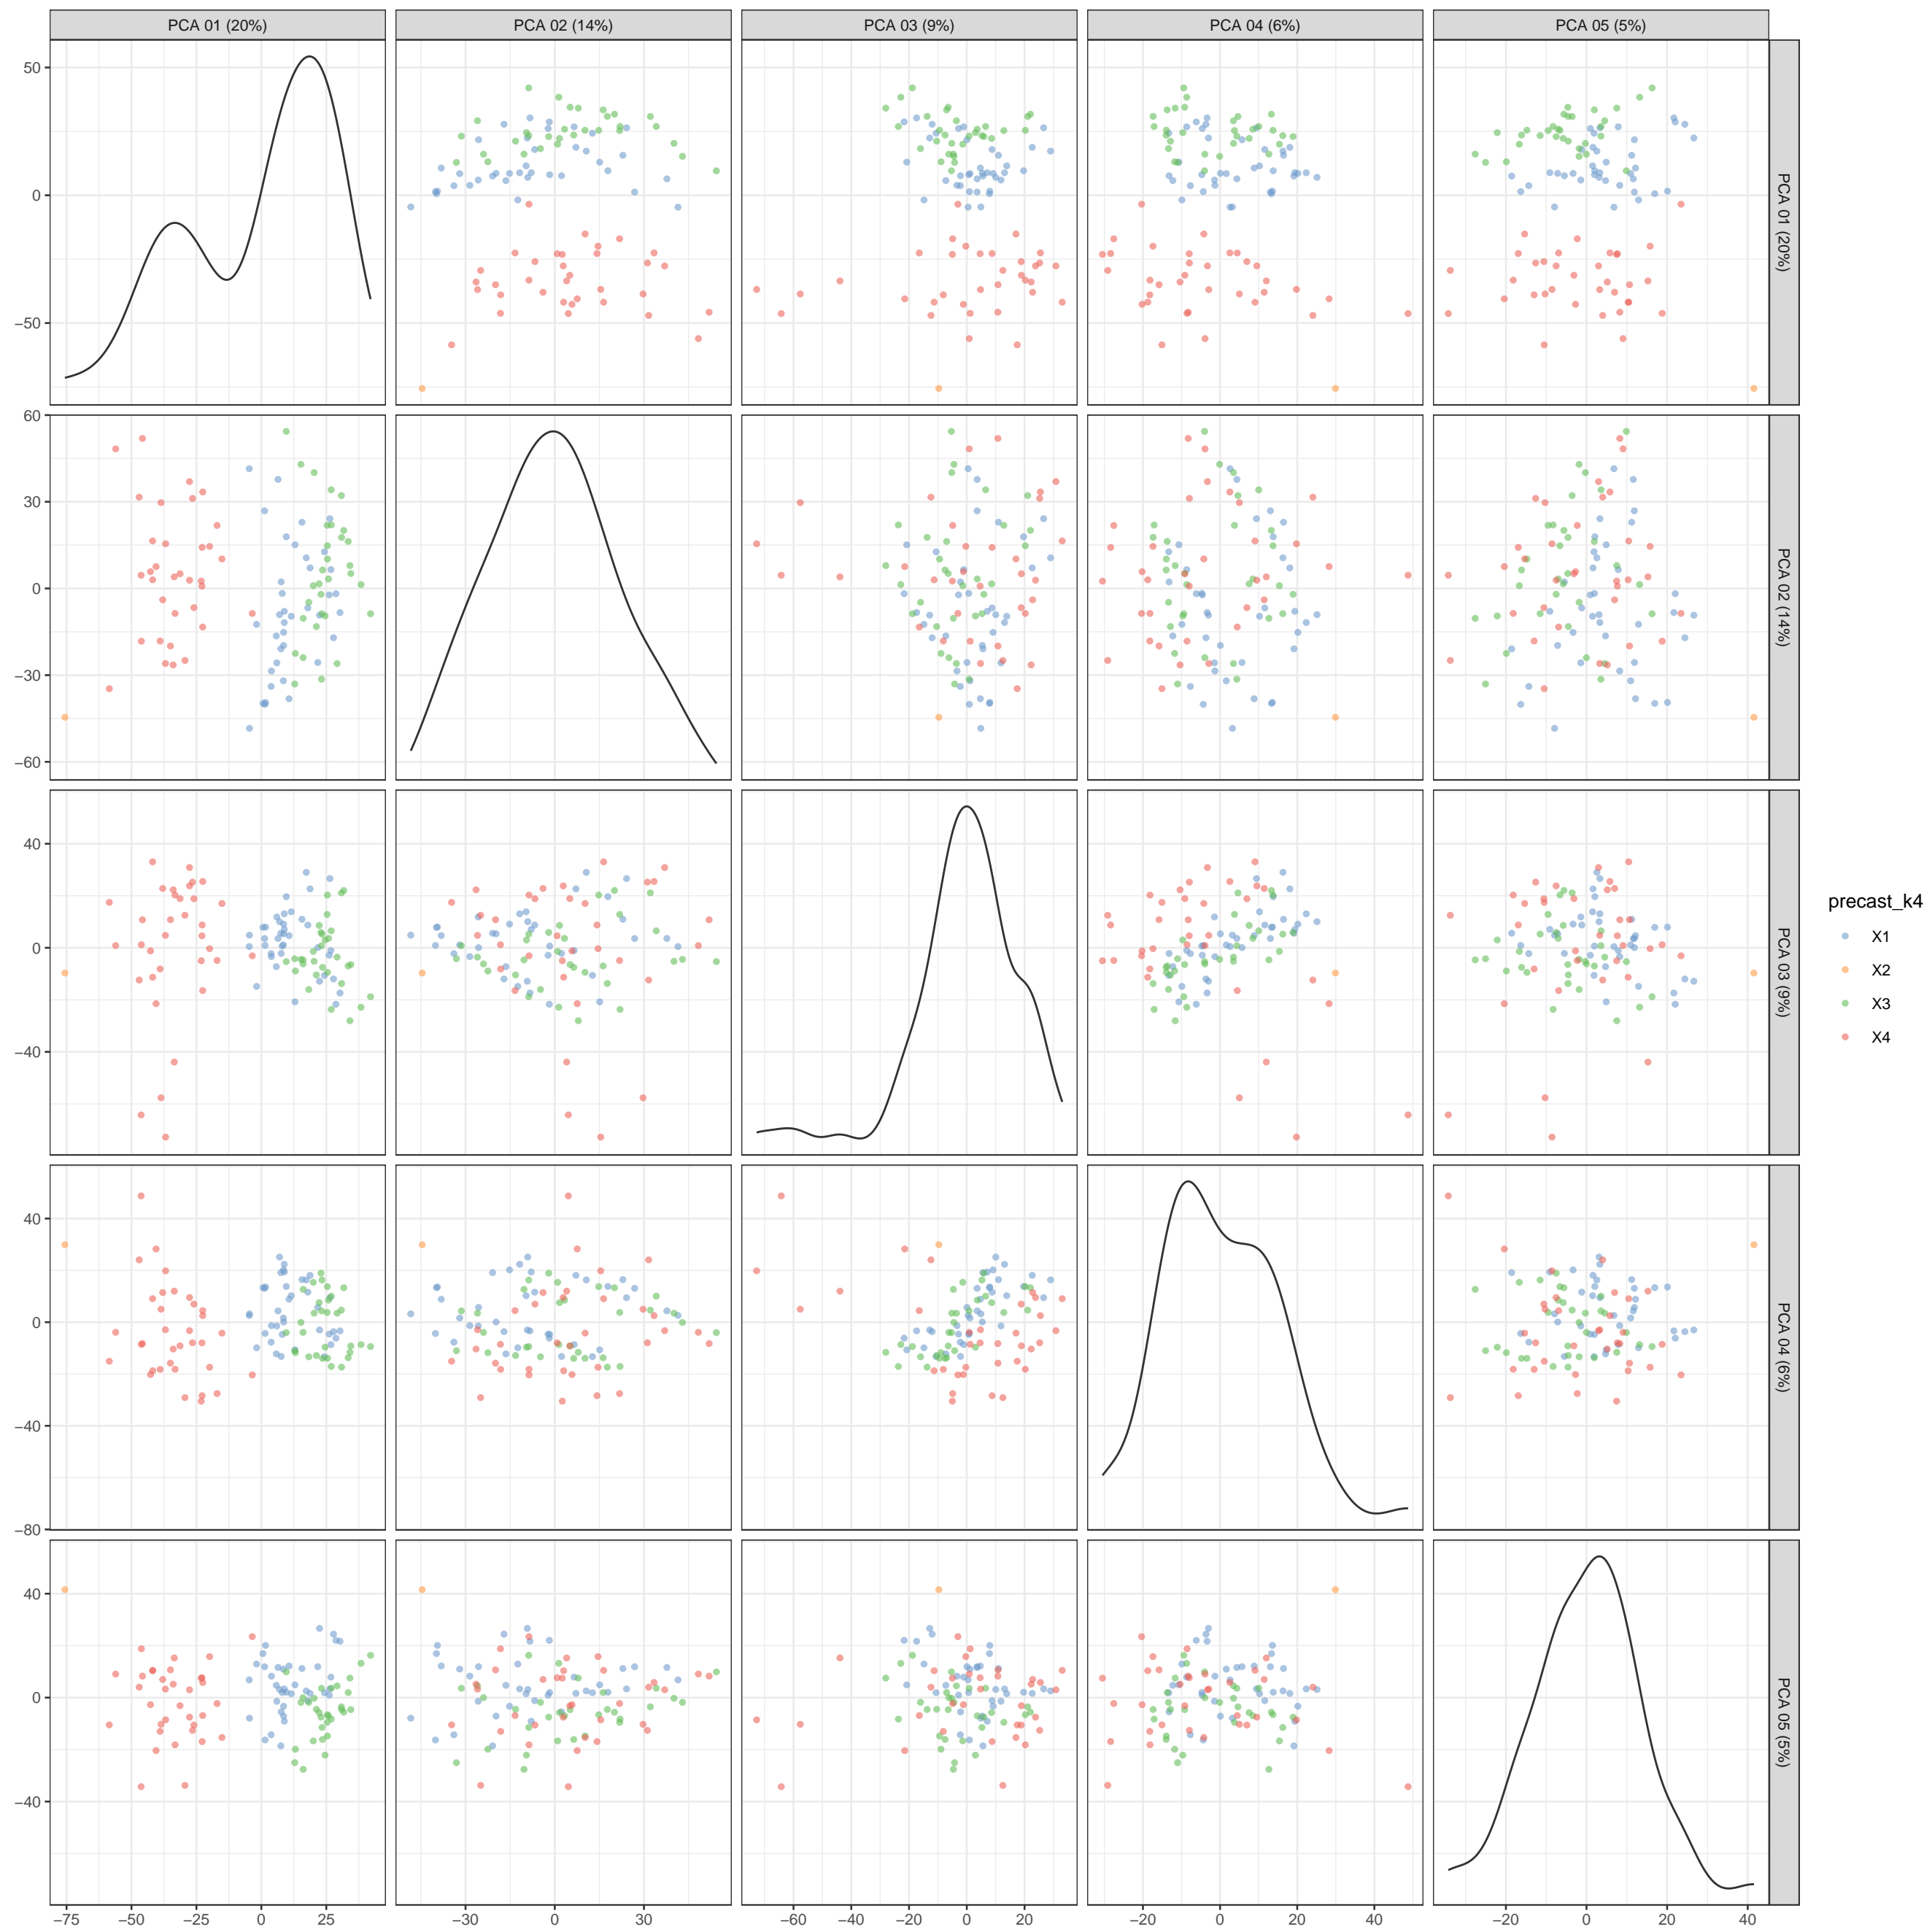 PCA 01 (20%) PCA 02 (14%) PCA 03 (9%) PCA 04 (6%) PCA 05 (5%)
50
0
−50
PCA 01 (20%)
60
30
0
−30
−60
PCA 02 (14%)
40
0
−40
PCA 03 (9%)
precast_k4
X1
X2
X3
X4
40
0
−40
−80
PCA 04 (6%)
40
0
−40
PCA 05 (5%)
−75 −50 −25 0 25 −30 0 30 −60 −40 −20 0 20 −20 0 20 40 −20 0 20 40